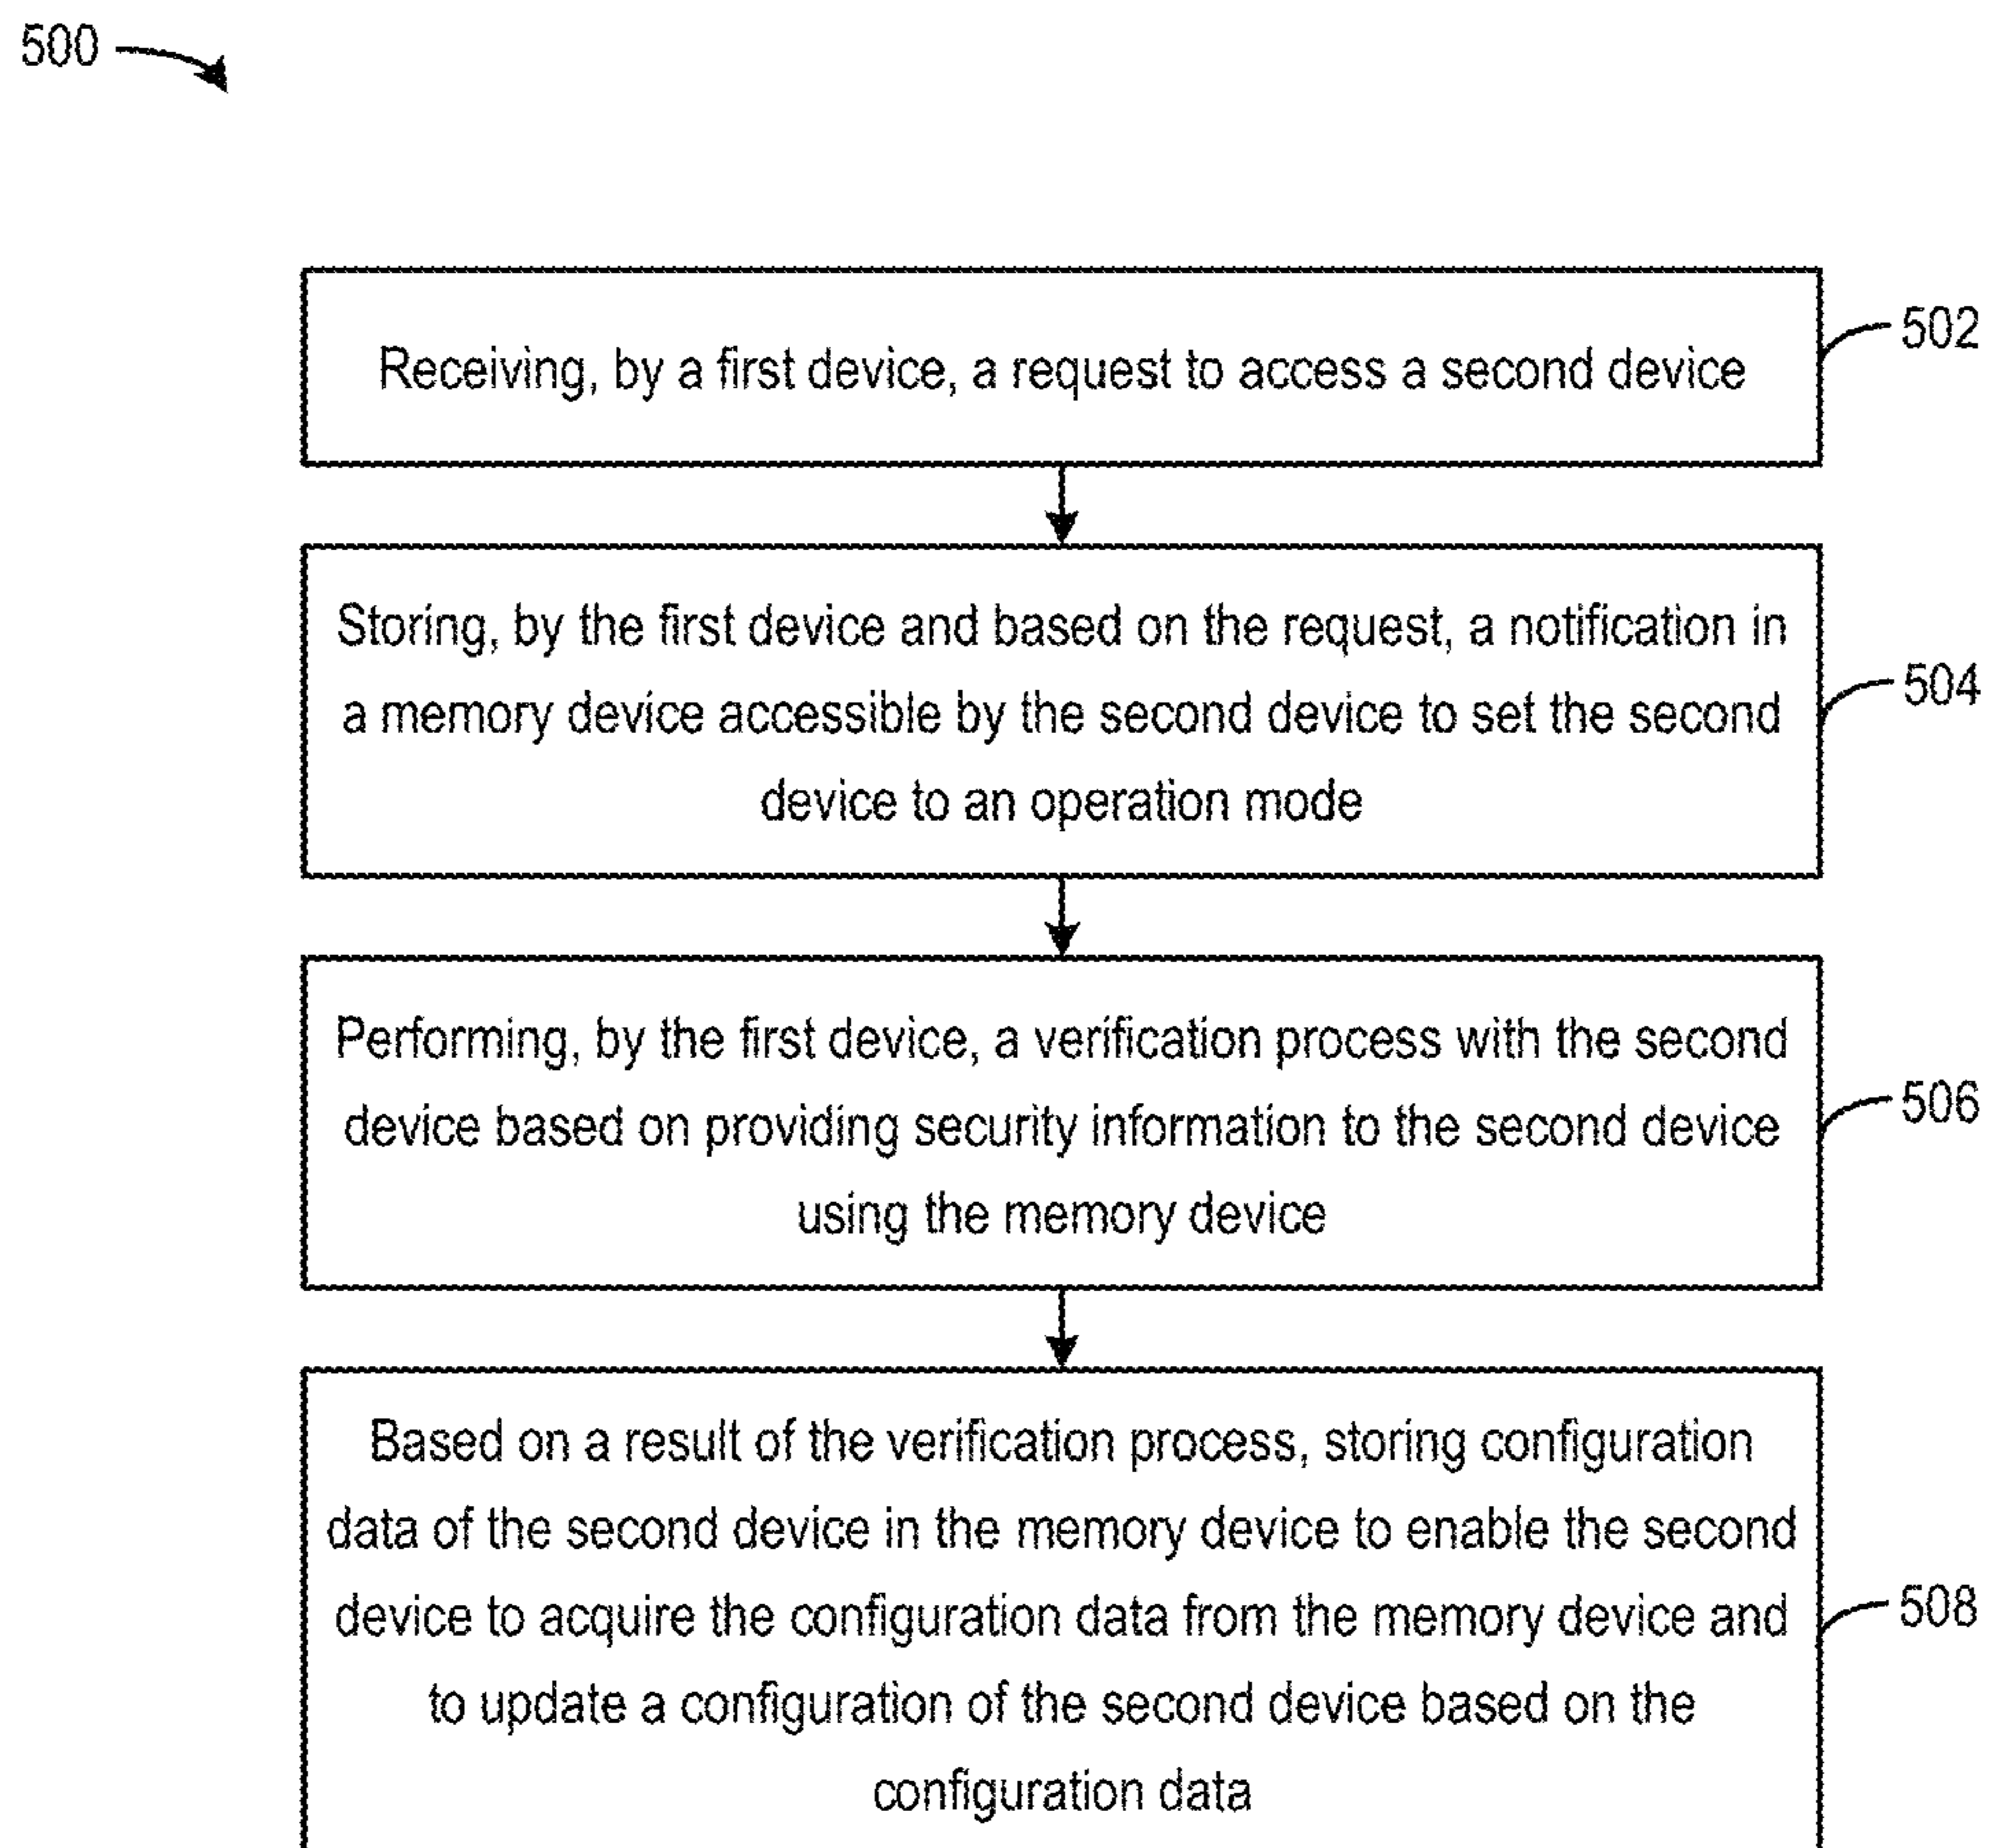 500
Receiving, by a first device, a request to access a second device
502
Storing, by the first device and based on the request, a notification in
a memory device accessible by the second device to set the second
device to an operation mode
504
Performing, by the first device, a verification process with the second
device based on providing security information to the second device
using the memory device
506
Based on a result of the verification process, storing configuration
data of the second device in the memory device to enable the second
device to acquire the configuration data from the memory device and
to update a configuration of the second device based on the
configuration data
508